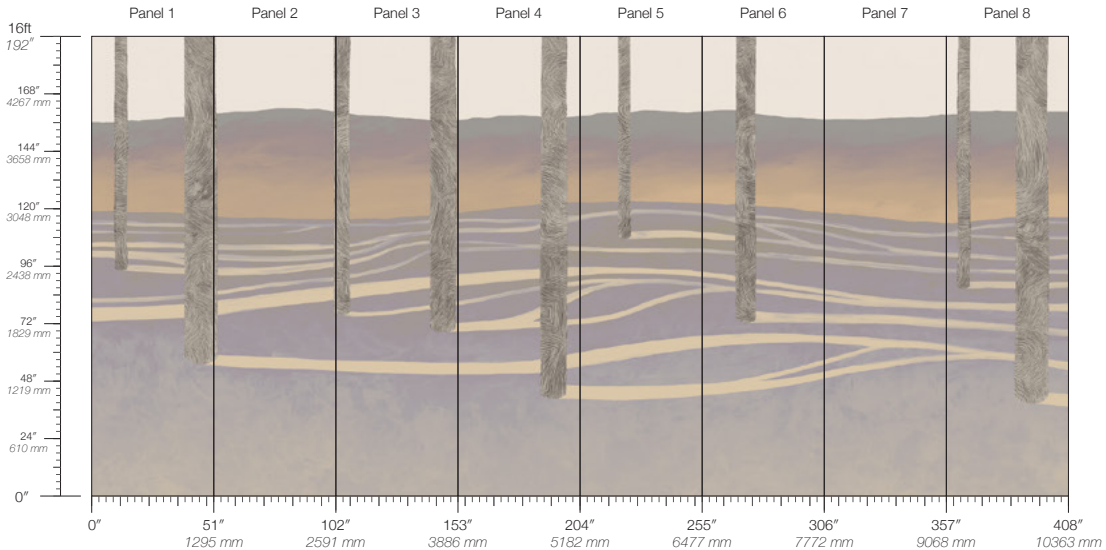 Panel 1 Panel 2 Panel 3 Panel 4 Panel 5 Panel 6 Panel 7 Panel 8
16ft
192"
168"
4267 mm
144"
3658 mm
120"
3048 mm
96"
2438 mm
72"
1829 mm
48"
1219 mm
24"
610 mm
0"
0" 51" 102" 153" 204" 255" 306" 357" 408"
1295 mm 2591 mm 3886 mm 5182 mm 6477 mm 7772 mm 9068 mm 10363 mm